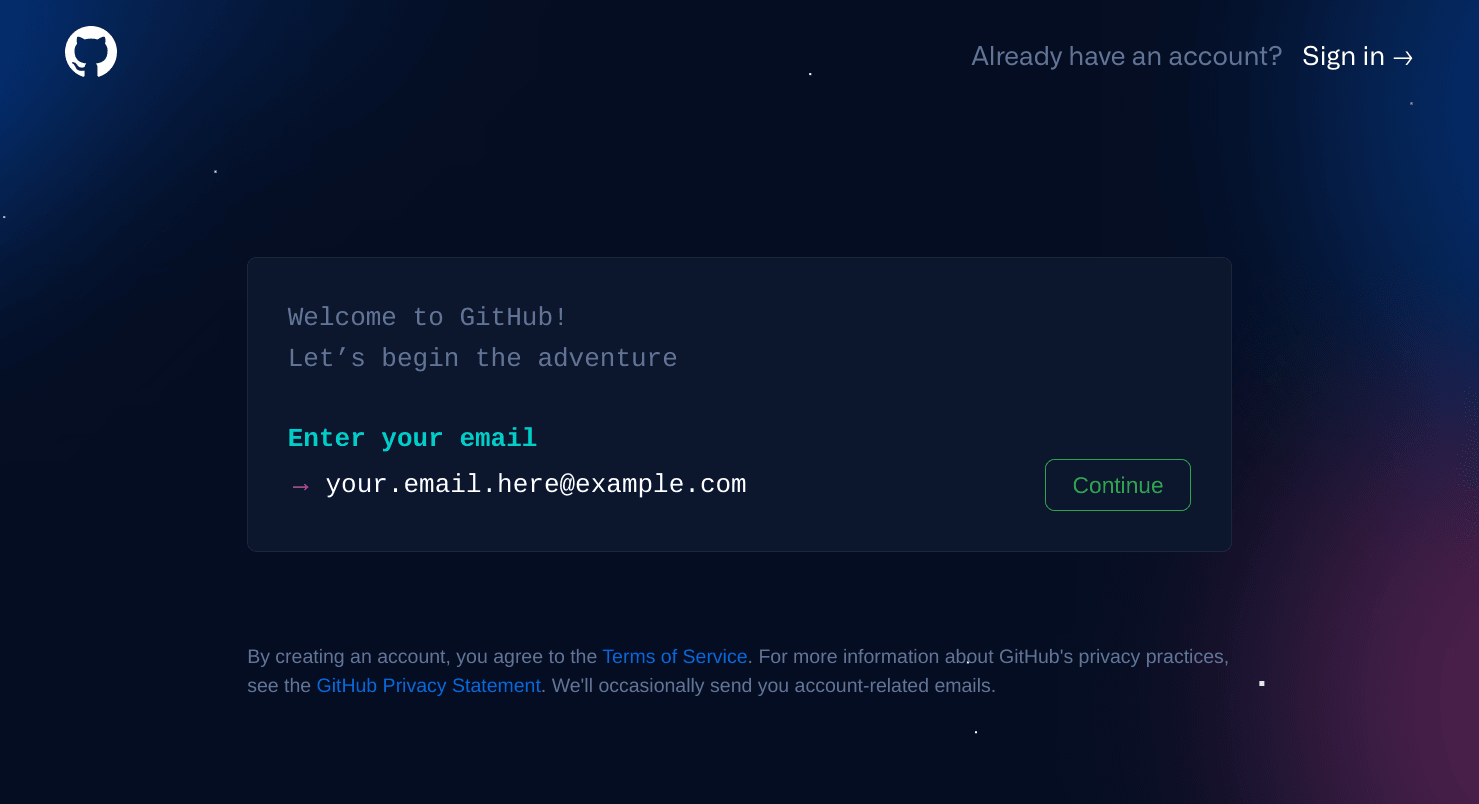 Already have an account? Sign in →
Welcome to GitHub!
Let’s begin the adventure
Enter your email
→ your.email.here@example.com
Continue
By creating an account, you agree to the Terms of Service. For more information about GitHub's privacy practices,
see the GitHub Privacy Statement. We'll occasionally send you account-related emails.